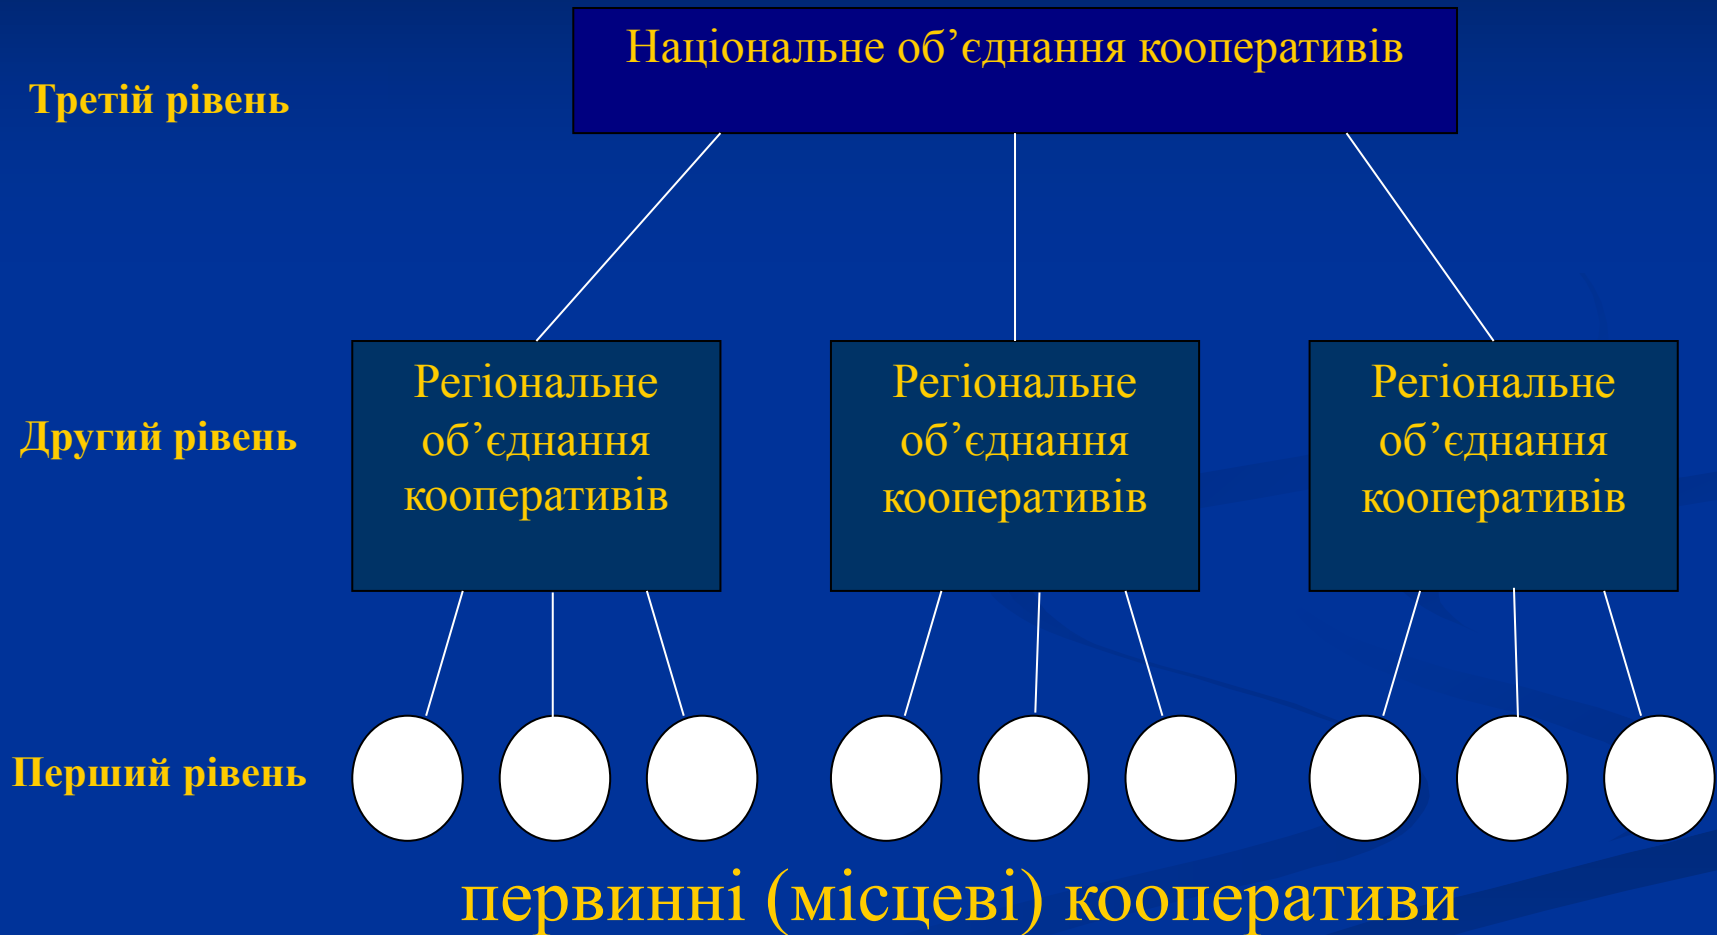 Національне об’єднання кооперативів
Третій рівень
Регіональне
об’єднання
кооперативів
Регіональне
об’єднання
кооперативів
Регіональне
об’єднання
кооперативів
Другий рівень
Перший рівень
первинні (місцеві) кооперативи